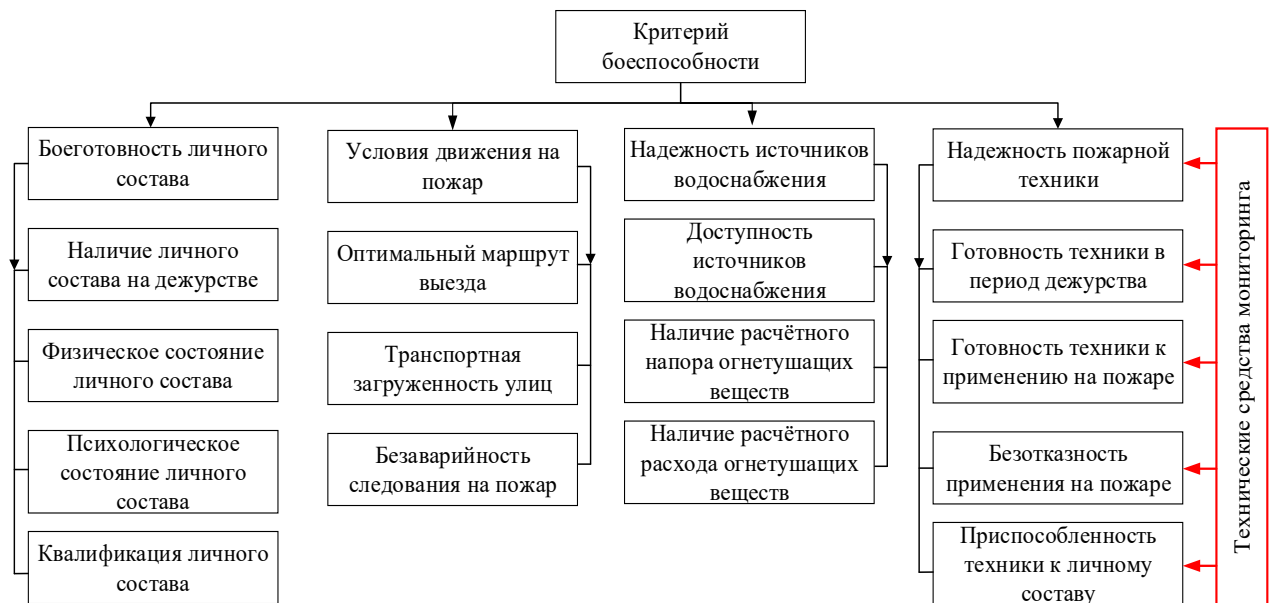 Критерий
боеспособности
Боеготовность личного
состава
Наличие личного
состава на дежурстве
Физическое состояние
личного состава
Психологическое
состояние личного
состава
Квалификация личного
состава
Условия движения на
пожар
Оптимальный маршрут
выезда
Транспортная
загруженность улиц
Безаварийность
следования на пожар
Надежность источников
водоснабжения
Доступность
источников
водоснабжения
Наличие расчётного
напора огнетушащих
веществ
Наличие расчётного
расхода огнетушащих
веществ
Надежность пожарной
техники
Готовность техники в
период дежурства
Готовность техники к
применению на пожаре
Безотказность
применения на пожаре
Приспособленность
техники к личному
составу
Технические средства мониторинга